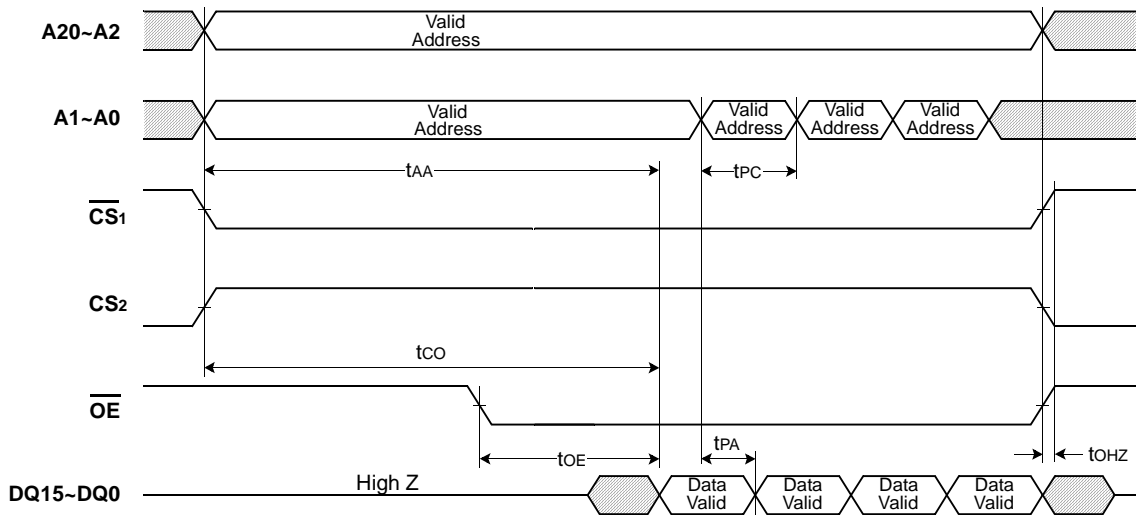 A20~A2
Valid
Address
A1~A0
Valid
Address
Valid
Address
Valid
Address
Valid
Address
tAA
tPC
CS1
CS2
tCO
OE
tOE
tPA
tOHZ
DQ15~DQ0
High Z
Data
Valid
Data
Valid
Data
Valid
Data
Valid